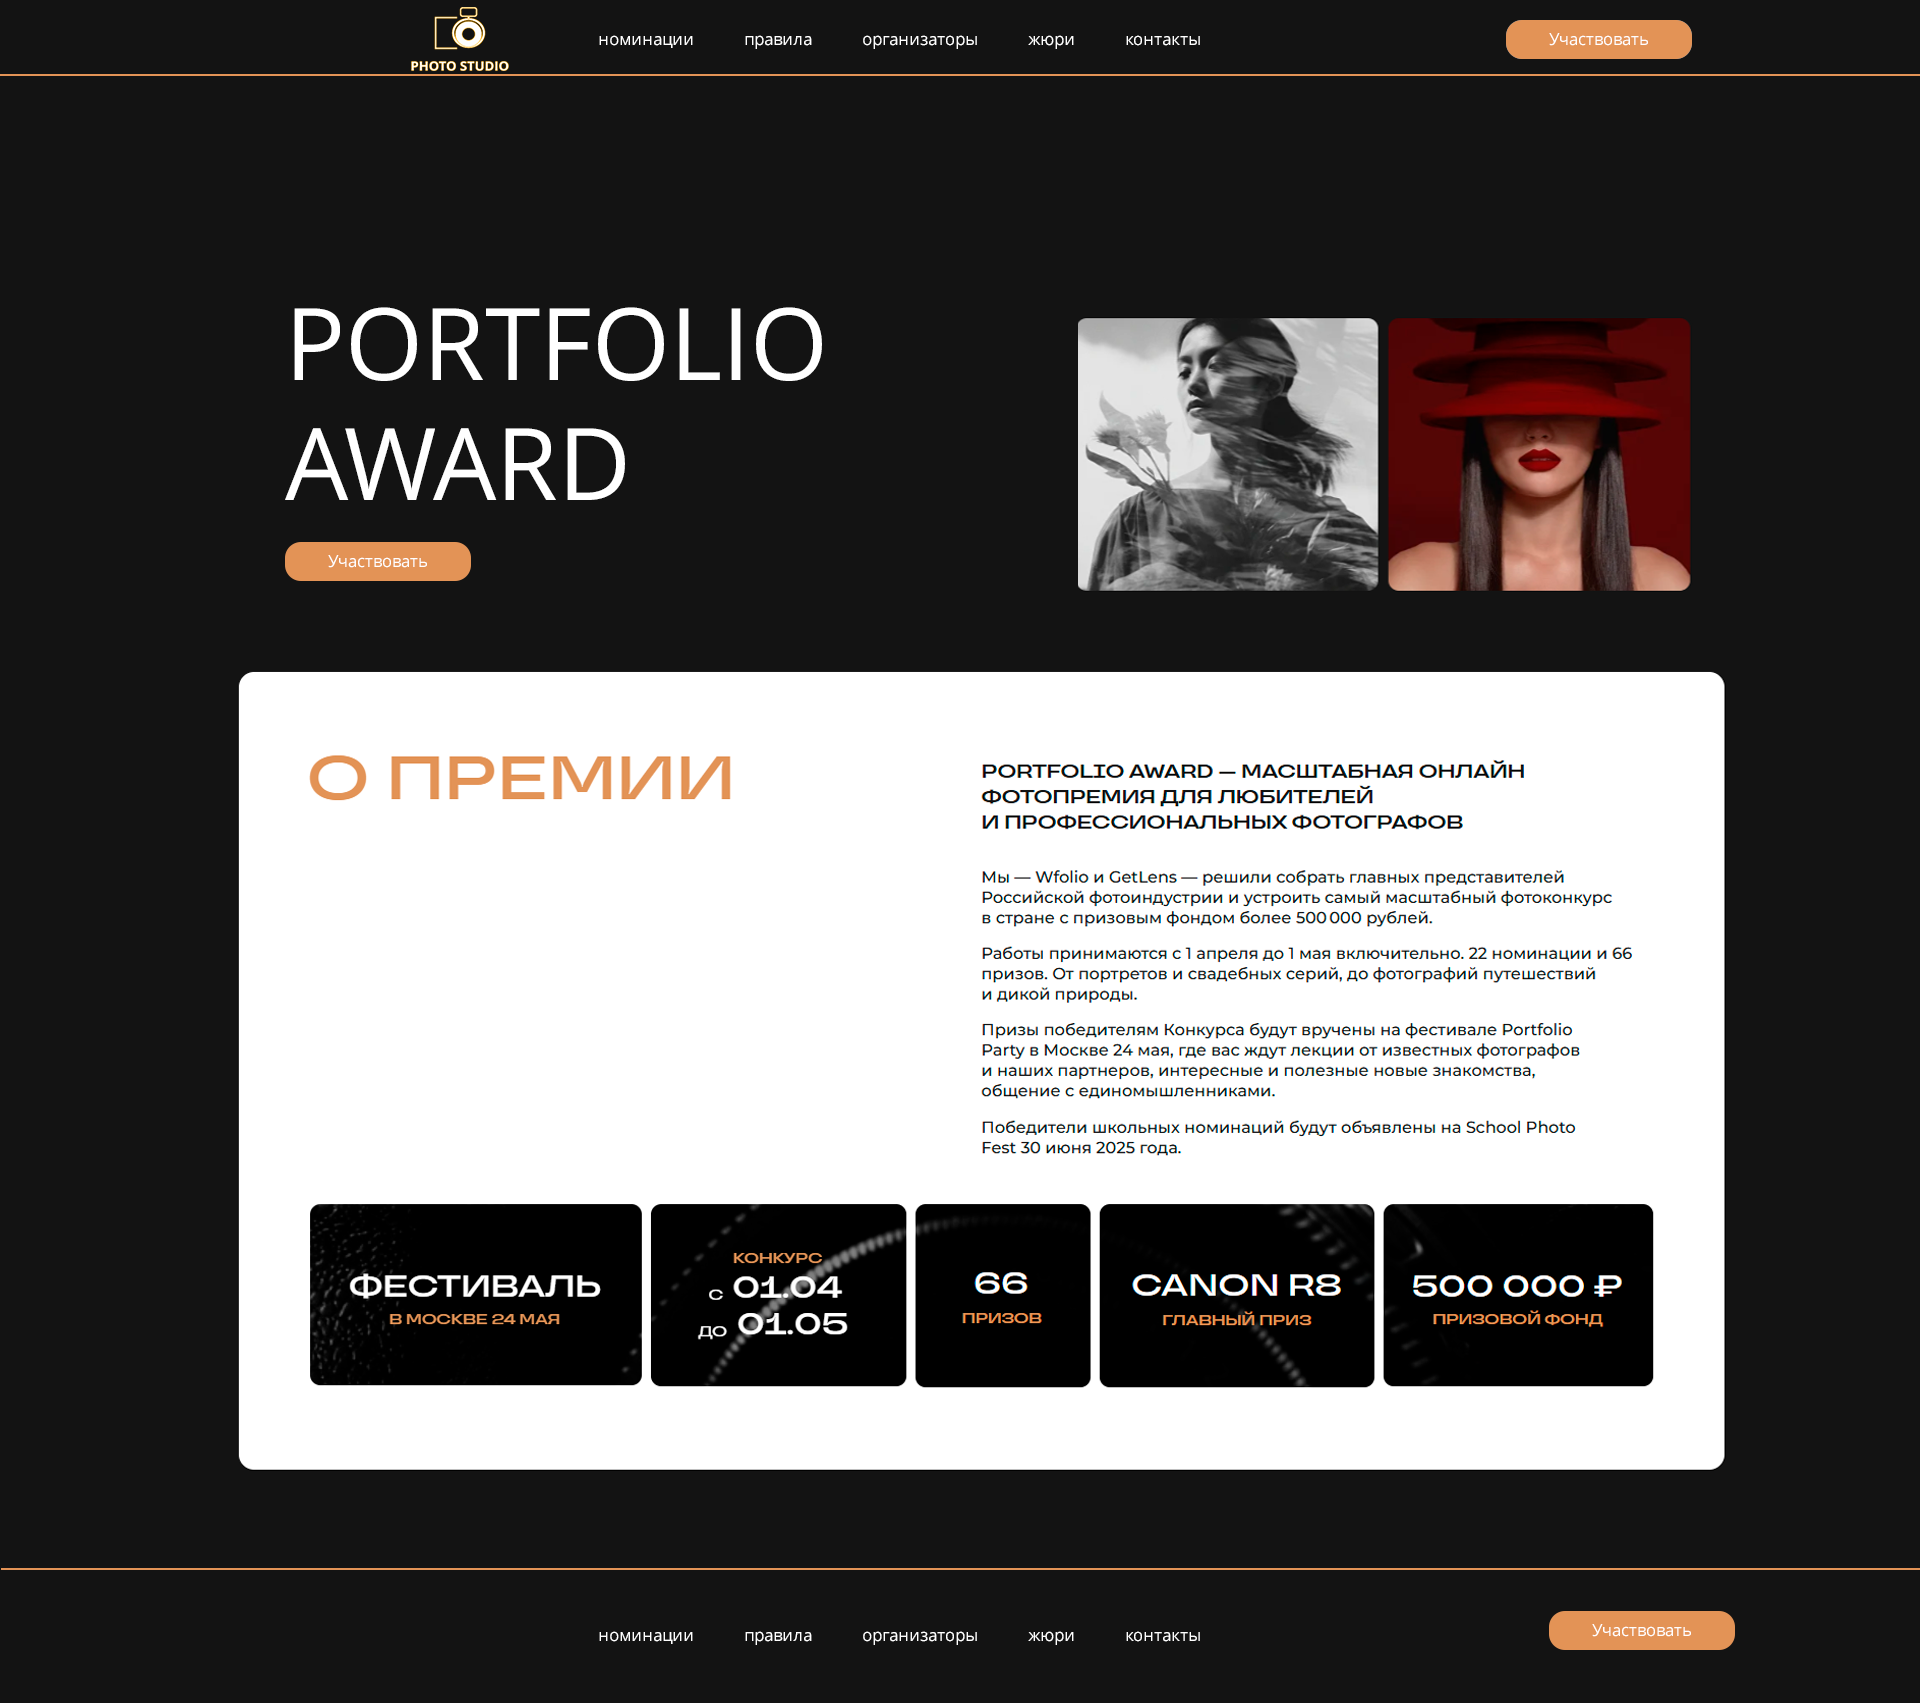 PHOTO STUDIO
номинации правила организаторы жюри контакты
Участвовать
PORTFOLIO
AWARD
Участвовать
О ПРЕМИИ
PORTFOLIO AWARD — МАСШТАБНАЯ ОНЛАЙН
ФОТОПРЕМИЯ ДЛЯ ЛЮБИТЕЛЕЙ
И ПРОФЕССИОНАЛЬНЫХ ФОТОГРАФОВ
Мы — Wfolio и GetLens — решили собрать главных представителей
Российской фотоиндустрии и устроить самый масштабный фотоконкурс
в стране с призовым фондом более 500 000 рублей.
Работы принимаются с 1 апреля до 1 мая включительно. 22 номинации и 66
призов. От портретов и свадебных серий, до фотографий путешествий
и дикой природы.
Призы победителям Конкурса будут вручены на фестивале Portfolio
Party в Москве 24 мая, где вас ждут лекции от известных фотографов
и наших партнеров, интересные и полезные новые знакомства,
общение с единомышленниками.
Победители школьных номинаций будут объявлены на School Photo
Fest 30 июня 2025 года.
ФЕСТИВАЛЬ
В МОСКВЕ 24 МАЯ
КОНКУРС
С 01.04
ДО 01.05
66
ПРИЗОВ
CANON R8
ГЛАВНЫЙ ПРИЗ
500 000 ₽
ПРИЗОВОЙ ФОНД
номинации правила организаторы жюри контакты
Участвовать